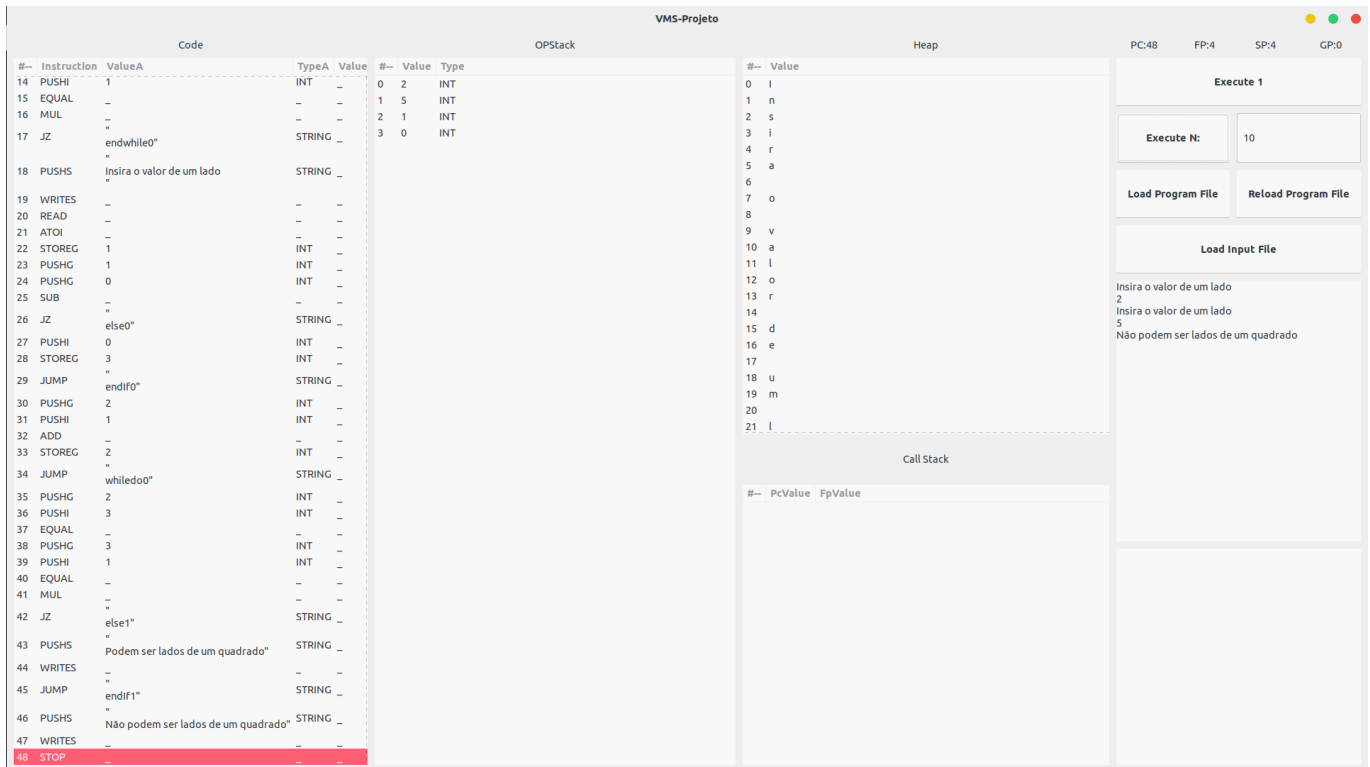 VMS-Projeto
Code OPStack Heap PC:48 FP:4 SP:4 GP:0
#-- Instruction ValueA TypeA Value
14 PUSHI 1 INT _
15 EQUAL _ _ _
16 MUL _ _ _
17 JZ "
endwhile0" STRING _
18 PUSHS "
Insira o valor de um lado
" STRING _
19 WRITES _ _ _
20 READ _ _ _
21 ATOI _ _ _
22 STOREG 1 INT _
23 PUSHG 1 INT _
24 PUSHG 0 INT _
25 SUB _ _ _
26 JZ "
else0" STRING _
27 PUSHI 0 INT _
28 STOREG 3 INT _
29 JUMP "
endIf0" STRING _
30 PUSHG 2 INT _
31 PUSHI 1 INT _
32 ADD _ _ _
33 STOREG 2 INT _
34 JUMP "
whiledo0" STRING _
35 PUSHG 2 INT _
36 PUSHI 3 INT _
37 EQUAL _ _ _
38 PUSHG 3 INT _
39 PUSHI 1 INT _
40 EQUAL _ _ _
41 MUL _ _ _
42 JZ "
else1" STRING _
43 PUSHS "
Podem ser lados de um quadrado" STRING _
44 WRITES _ _ _
45 JUMP "
endIf1" STRING _
46 PUSHS "
Não podem ser lados de um quadrado" STRING _
47 WRITES _ _ _
48 STOP _ _ _
#-- Value Type
0 2 INT
1 5 INT
2 1 INT
3 0 INT
#-- Value
0 I
1 n
2 s
3 i
4 r
5 a
6
7 o
8
9 v
10 a
11 l
12 o
13 r
14
15 d
16 e
17
18 u
19 m
20
21 l
Call Stack
#-- PcValue FpValue
Execute 1
Execute N: 10
Load Program File Reload Program File
Load Input File
Insira o valor de um lado
2
Insira o valor de um lado
5
Não podem ser lados de um quadrado